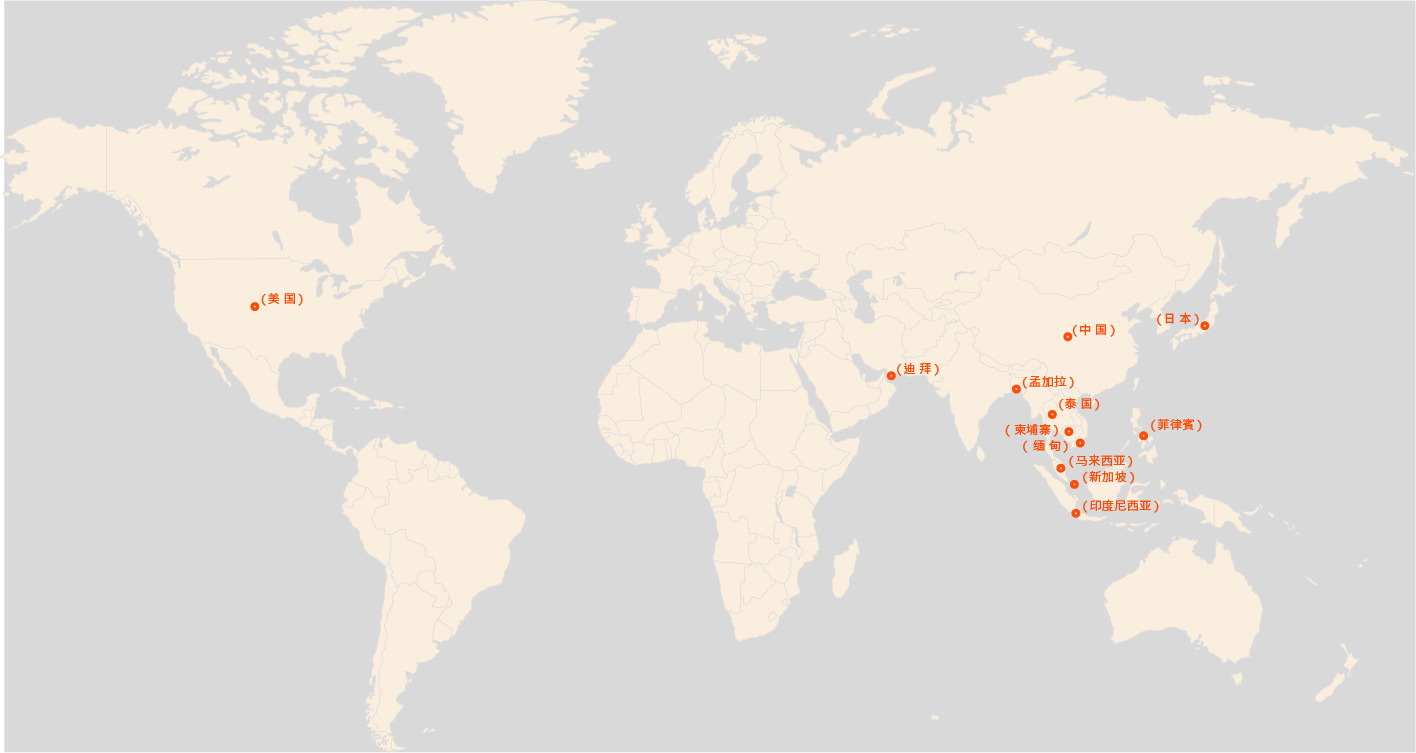 (美 国)
(日 本)
(中 国)
(迪 拜)
(孟加拉)
(泰 国)
(菲律賓)
(柬埔寨)
(缅 甸)
(马来西亚)
(新加坡)
(印度尼西亚)